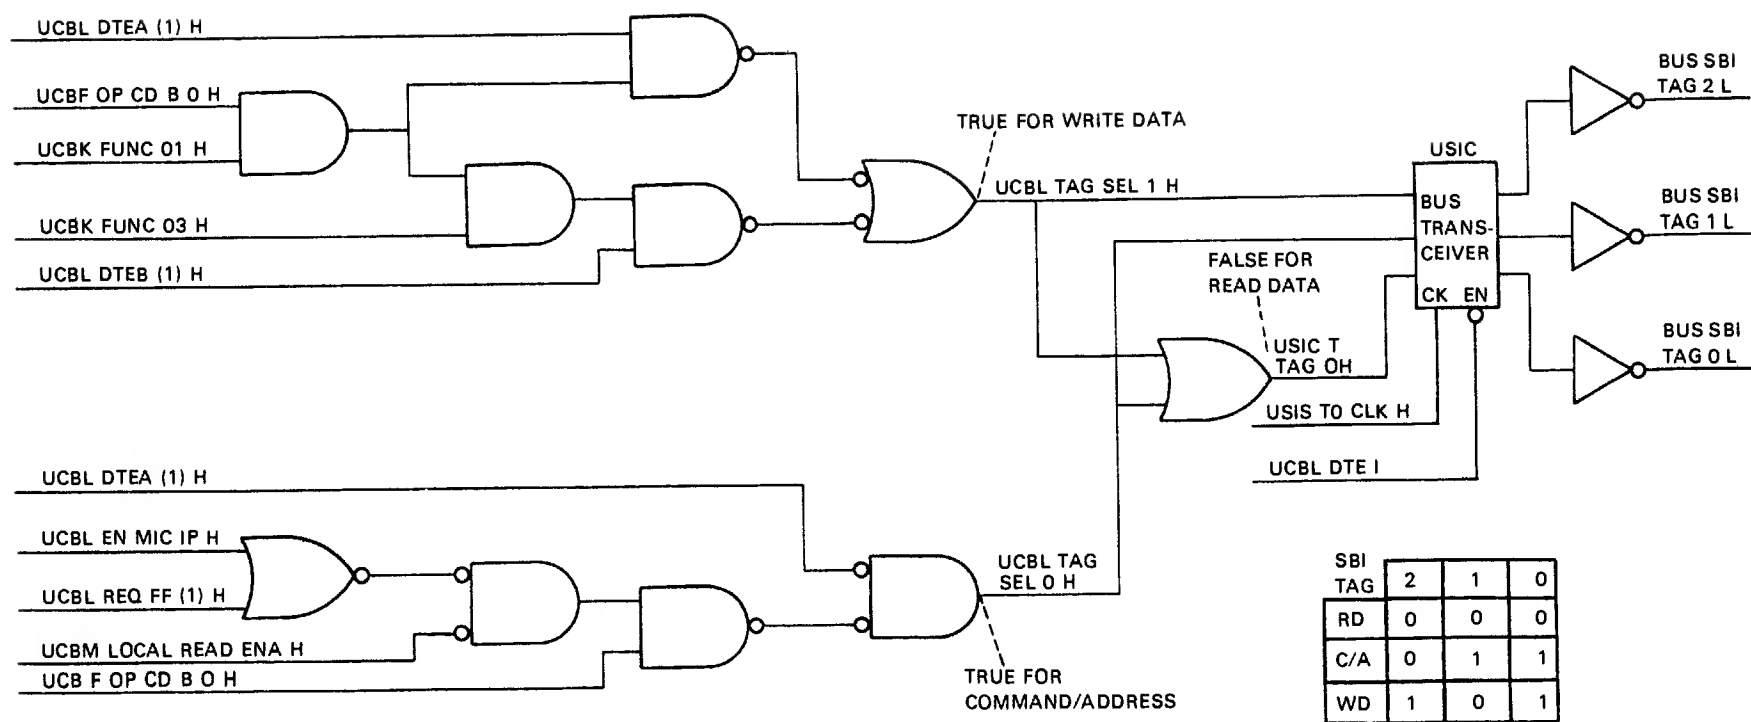 UCBL DTEA (1) H
UCBF OP CD B 0 H
UCBK FUNC 01 H
UCBK FUNC 03 H
UCBL DTEB (1) H
TRUE FOR WRITE DATA
UCBL TAG SEL 1 H
FALSE FOR
READ DATA
USIC T
TAG 0H
USIS T0 CLK H
UCBL DTE I
USIC
BUS
TRANS-
CEIVER
CK EN
BUS SBI
TAG 2 L
BUS SBI
TAG 1 L
BUS SBI
TAG 0 L
UCBL DTEA (1) H
UCBL EN MIC IP H
UCBL REQ FF (1) H
UCBM LOCAL READ ENA H
UCB F OP CD B 0 H
UCBL TAG
SEL 0 H
TRUE FOR
COMMAND/ADDRESS
SBI
TAG 2 1 0
RD 0 0 0
C/A 0 1 1
WD 1 0 1